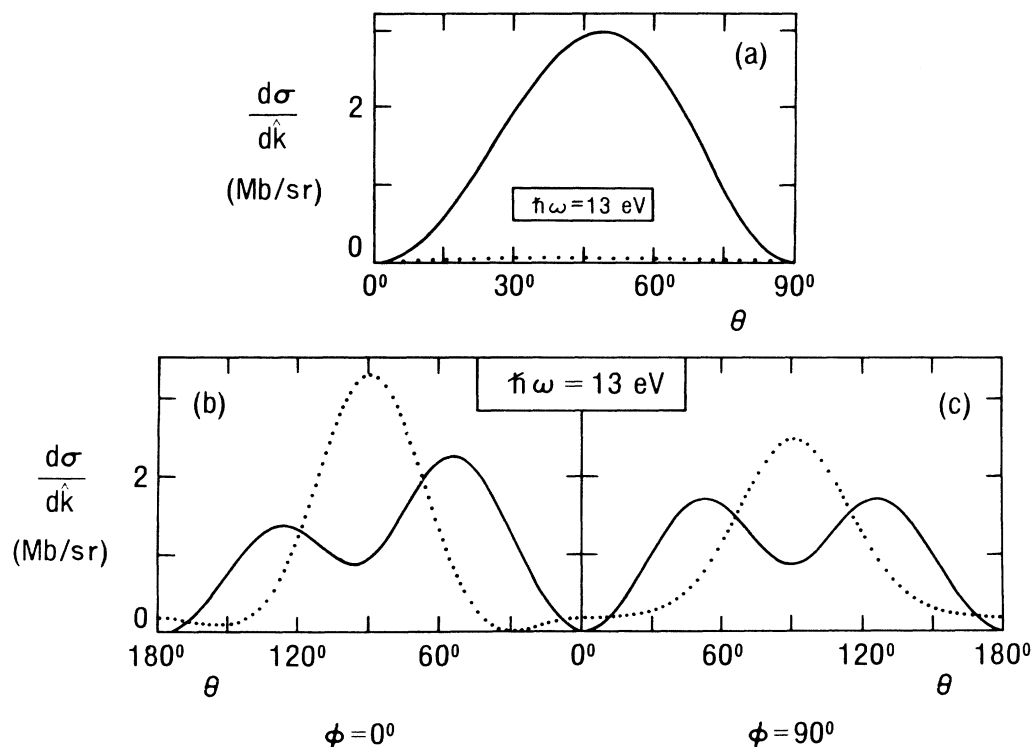 (a)
dσ
dk̂
(Mb/sr)
2
0
ħω=13 eV
0⁰ 30⁰ 60⁰ 90⁰
θ
(b) ħω = 13 eV (c)
dσ
dk̂
(Mb/sr)
2
0
180⁰ 120⁰ 60⁰ 0⁰ 60⁰ 120⁰ 180⁰
θ θ
ϕ=0⁰ ϕ=90⁰